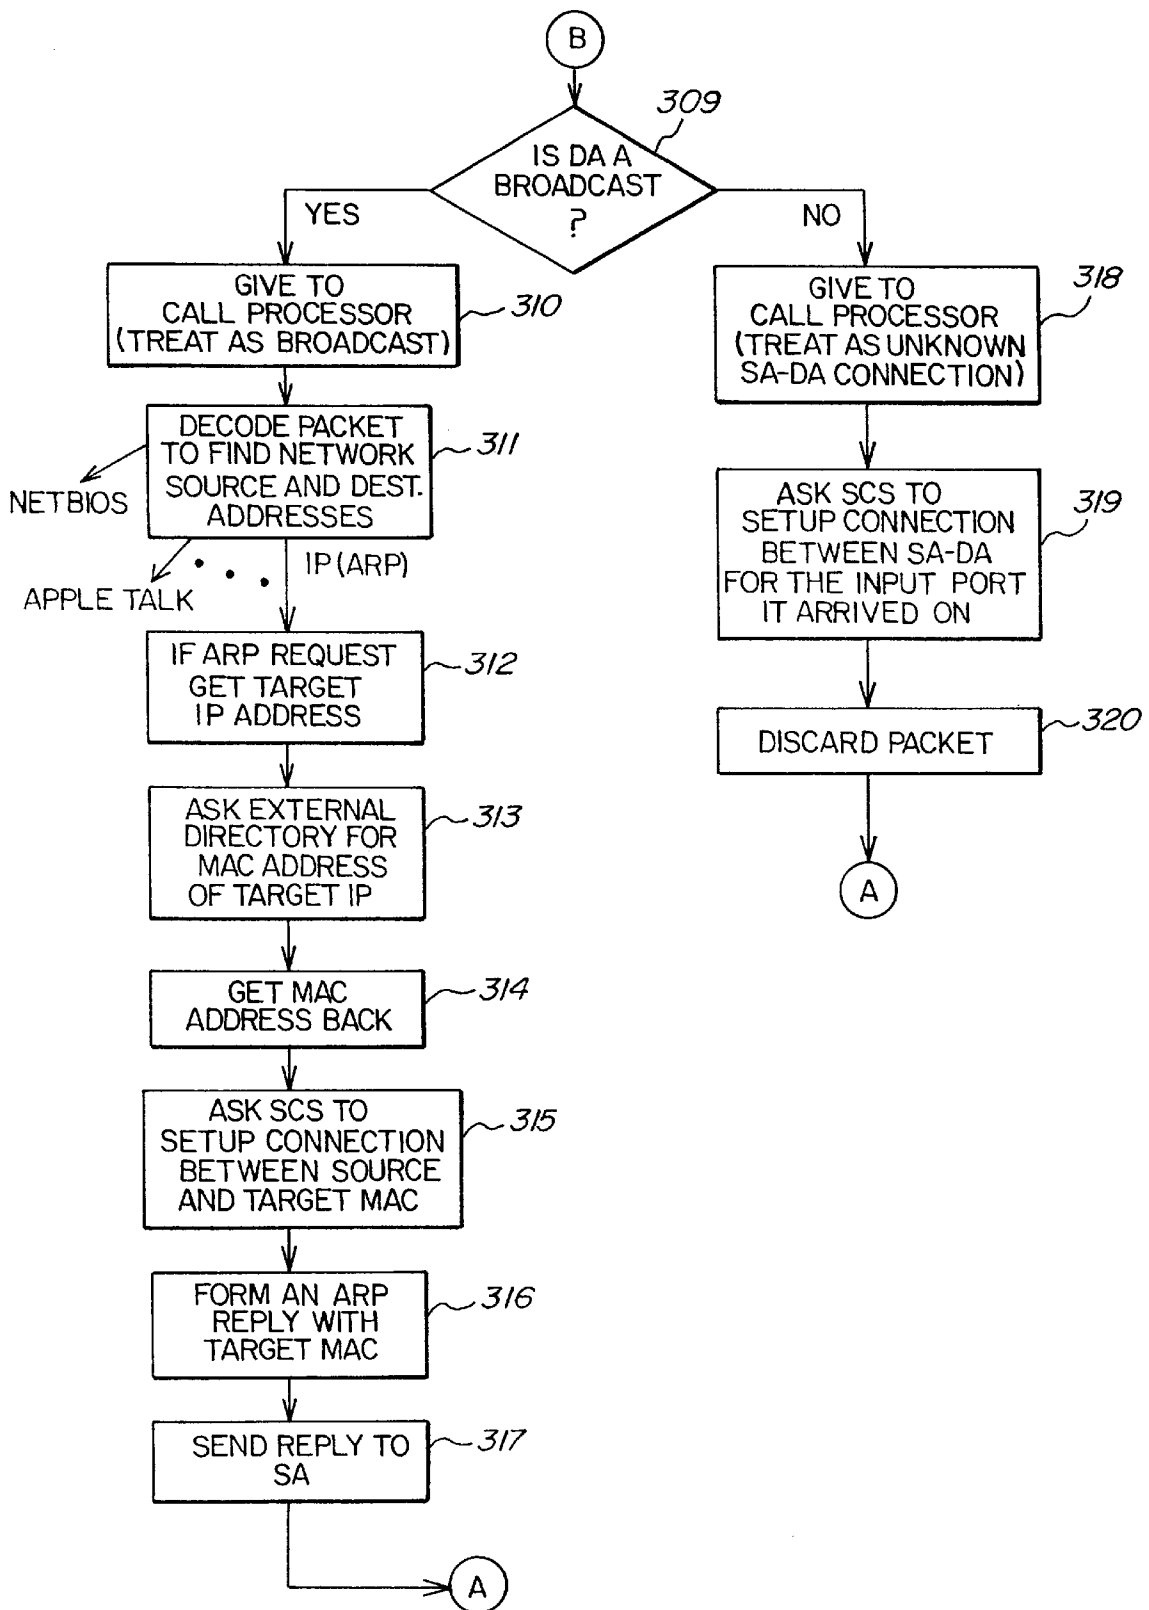 B
309
IS DA A
BROADCAST
?
YES
NO
GIVE TO
CALL PROCESSOR
(TREAT AS BROADCAST)
310
DECODE PACKET
TO FIND NETWORK
SOURCE AND DEST.
ADDRESSES
311
NETBIOS
APPLE TALK
IP (ARP)
IF ARP REQUEST
GET TARGET
IP ADDRESS
312
ASK EXTERNAL
DIRECTORY FOR
MAC ADDRESS
OF TARGET IP
313
GET MAC
ADDRESS BACK
314
ASK SCS TO
SETUP CONNECTION
BETWEEN SOURCE
AND TARGET MAC
315
FORM AN ARP
REPLY WITH
TARGET MAC
316
SEND REPLY TO
SA
317
A
GIVE TO
CALL PROCESSOR
(TREAT AS UNKNOWN
SA-DA CONNECTION)
318
ASK SCS TO
SETUP CONNECTION
BETWEEN SA-DA
FOR THE INPUT PORT
IT ARRIVED ON
319
DISCARD PACKET
320
A